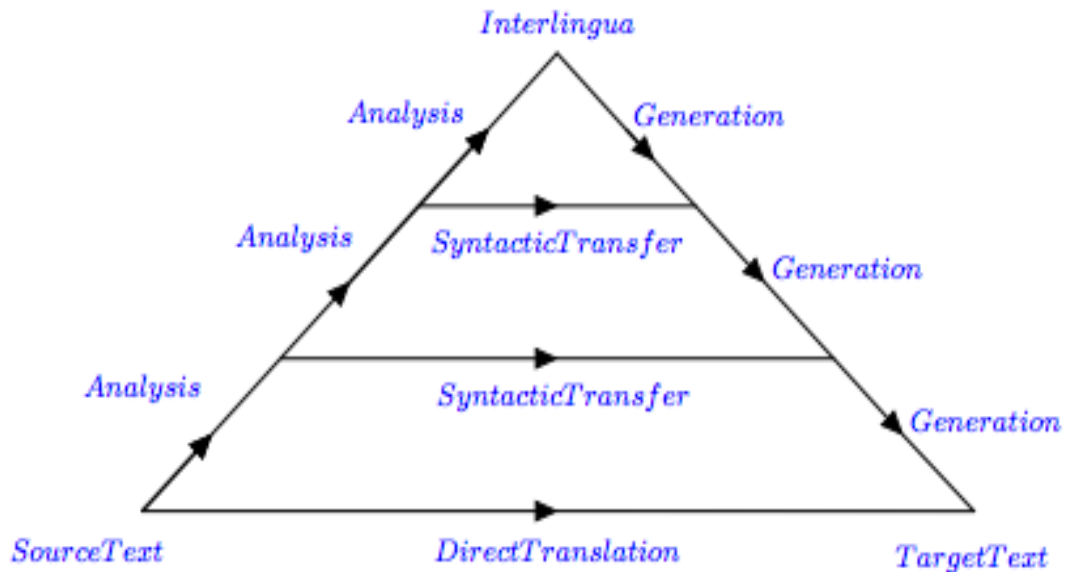 Interlingua
Analysis
Generation
Analysis
SyntacticTransfer
Generation
Analysis
SyntacticTransfer
Generation
SourceText
DirectTranslation
TargetText